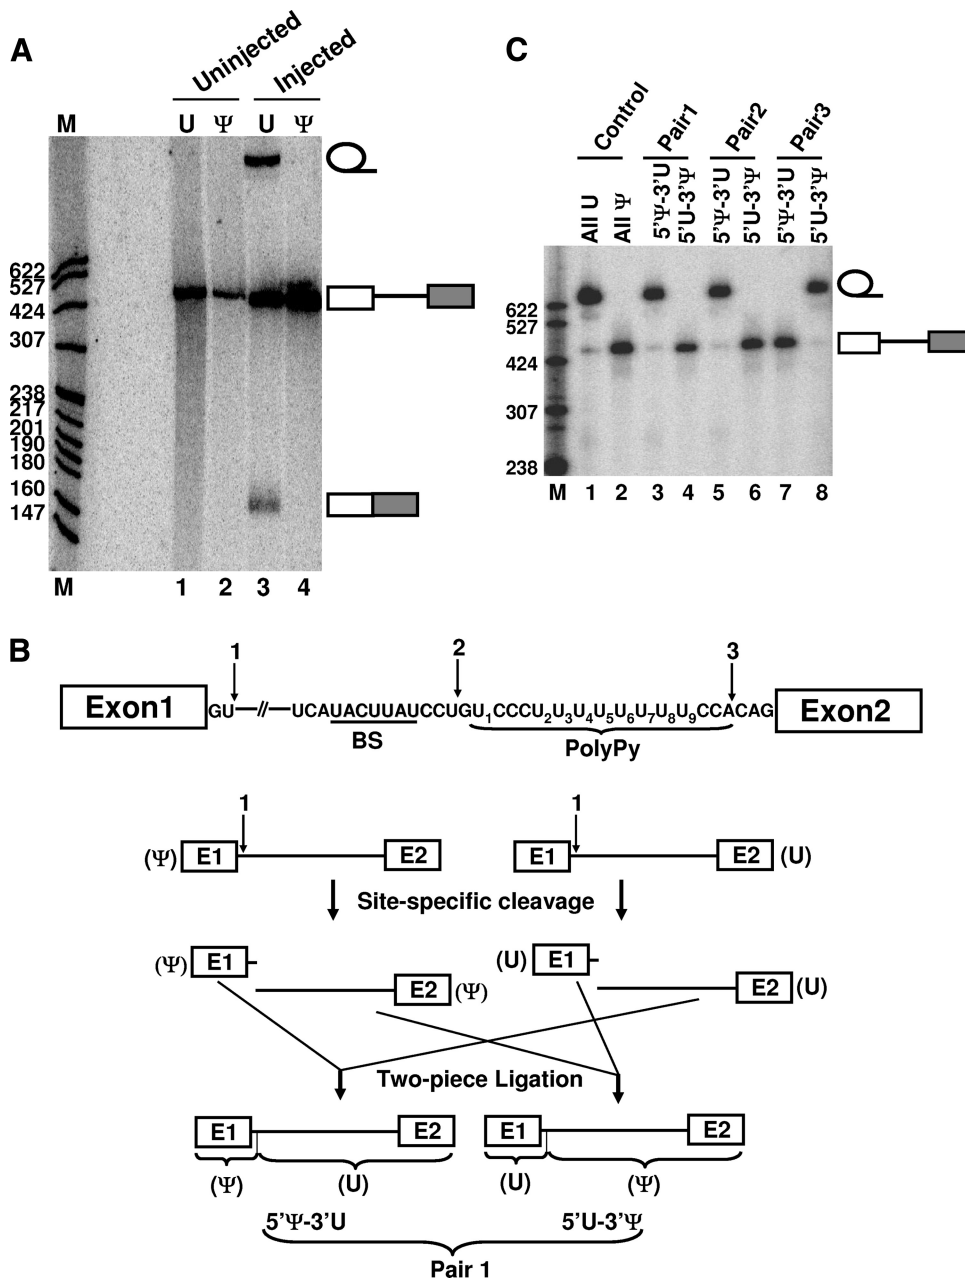 A
Uninjected
Injected
M
U
Ψ
U
Ψ
622
527
424
307
238
217
201
190
180
160
147
M
1
2
3
4
C
Control
Pair1
Pair2
Pair3
All U
All Ψ
5'Ψ-3'U
5'U-3'Ψ
5'Ψ-3'U
5'U-3'Ψ
5'Ψ-3'U
5'U-3'Ψ
622
527
424
307
238
M
1
2
3
4
5
6
7
8
B
1
2
3
Exon1
GU—//—UCAUACUUAUCCUGU₁CCCU₂U₃U₄U₅U₆U₇U₈U₉CCACAG
Exon2
BS
PolyPy
1
1
(Ψ) E1 E2
E1 E2 (U)
Site-specific cleavage
(Ψ) E1
(U) E1
E2 (Ψ)
E2 (U)
Two-piece Ligation
E1 E2
E1 E2
(Ψ) (U)
(U) (Ψ)
5'Ψ-3'U
5'U-3'Ψ
Pair 1